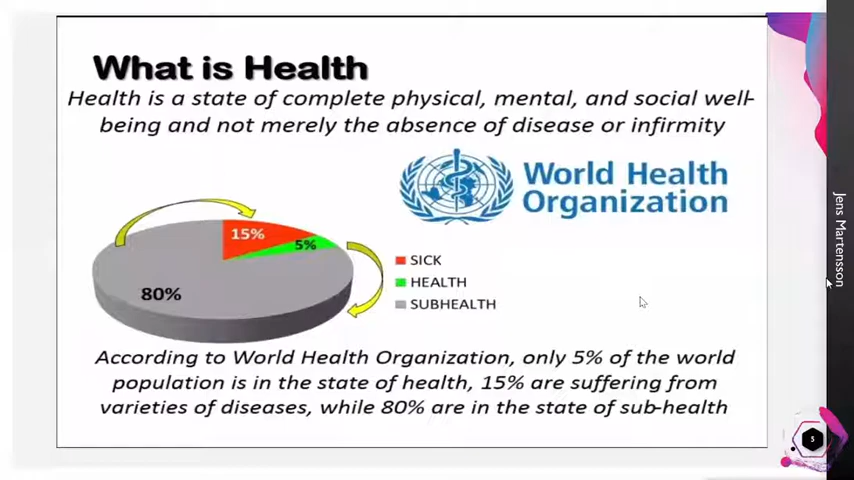 What is Health
Health is a state of complete physical, mental, and social well-
being and not merely the absence of disease or infirmity
World Health
Organization
15%
5%
80%
SICK
HEALTH
SUBHEALTH
According to World Health Organization, only 5% of the world
population is in the state of health, 15% are suffering from
varieties of diseases, while 80% are in the state of sub-health
Jens Martensson
5